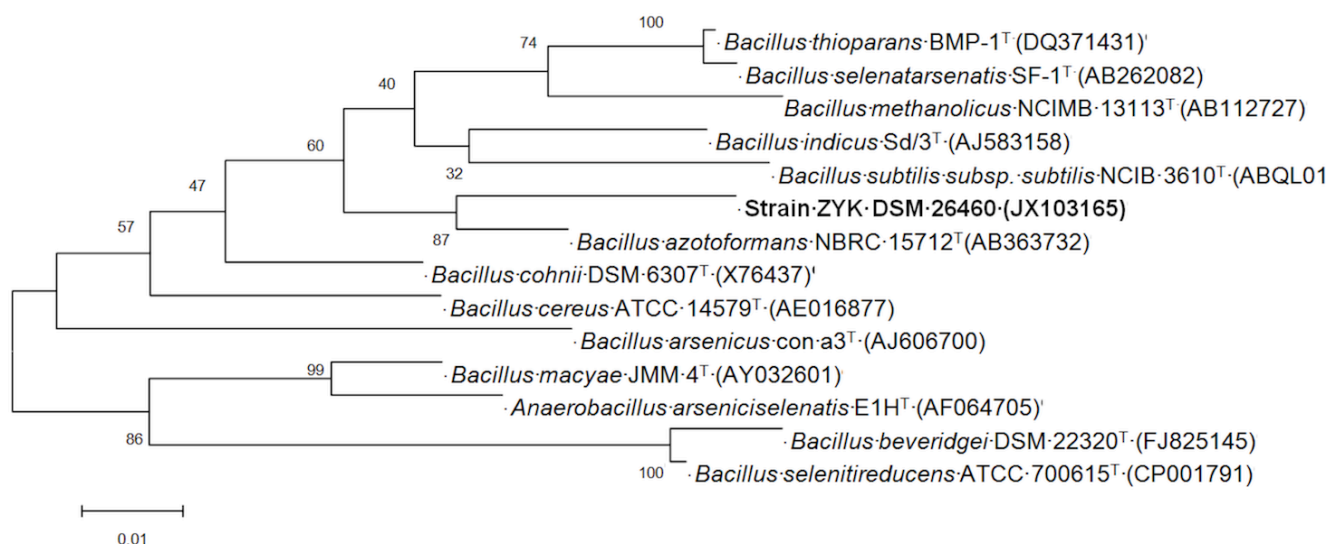 100
Bacillus·thioparans·BMP-1ᵀ·(DQ371431)
74
Bacillus·selenatarsenatis·SF-1ᵀ·(AB262082)
40
Bacillus·methanolicus·NCIMB·13113ᵀ·(AB112727)
Bacillus·indicus·Sd/3ᵀ·(AJ583158)
60
32
Bacillus·subtilis·subsp.·subtilis·NCIB·3610ᵀ·(ABQL01
47
Strain·ZYK·DSM·26460·(JX103165)
57
87
Bacillus·azotoformans·NBRC·15712ᵀ(AB363732)
Bacillus·cohnii·DSM·6307ᵀ·(X76437)
Bacillus·cereus·ATCC·14579ᵀ·(AE016877)
Bacillus·arsenicus·con·a3ᵀ·(AJ606700)
99
Bacillus·macyae·JMM·4ᵀ·(AY032601)
Anaerobacillus·arseniciselenatis·E1Hᵀ·(AF064705)
86
Bacillus·beveridgei·DSM·22320ᵀ·(FJ825145)
100
Bacillus·selenitireducens·ATCC·700615ᵀ·(CP001791)
0.01